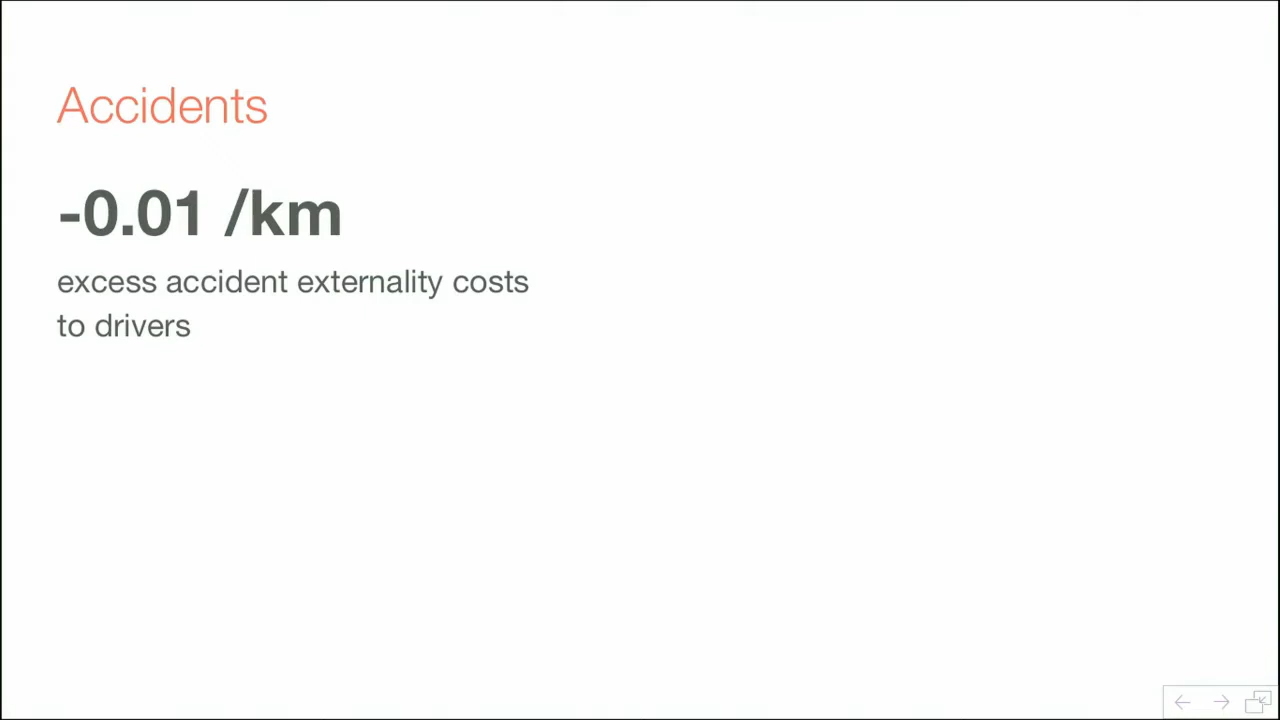 Accidents
-0.01 /km
excess accident externality costs
to drivers